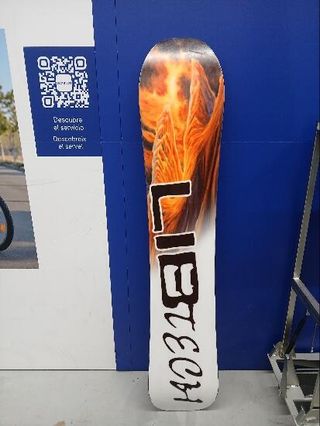 Descubre
el servicio
Descobreix
el servei
LIB
TECH